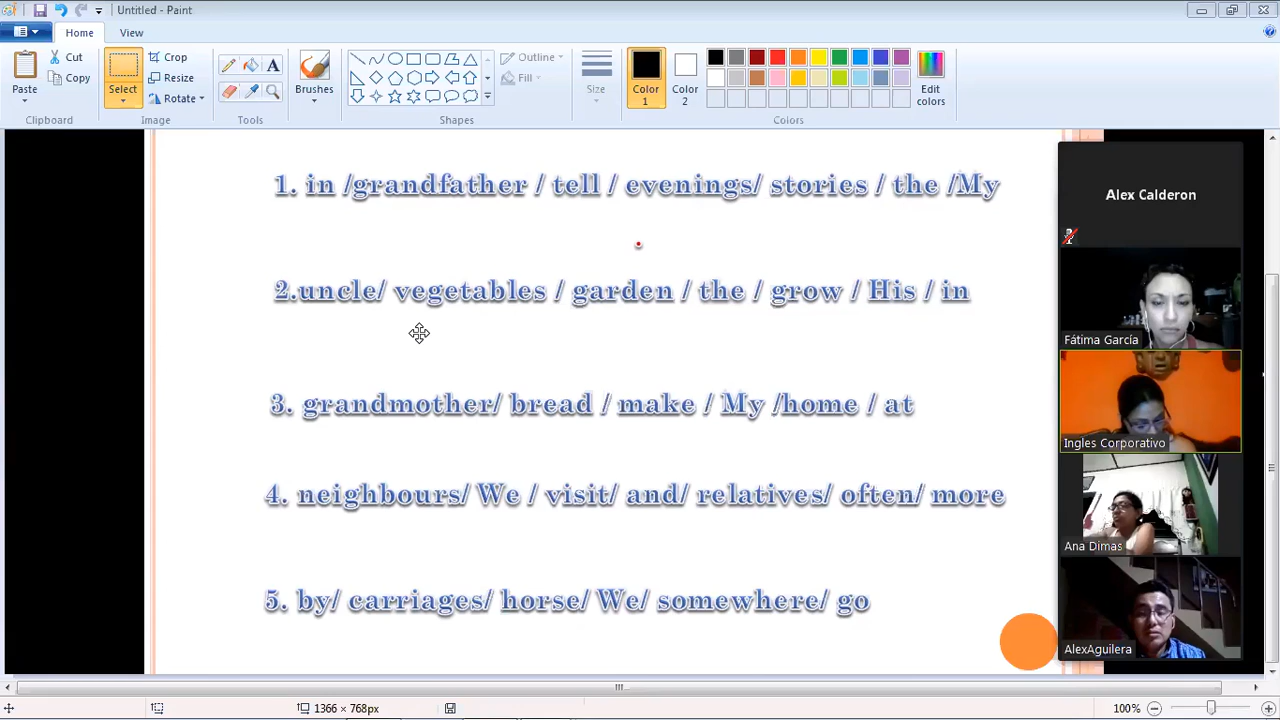 Untitled - Paint
Home
View
Paste
Cut
Copy
Clipboard
Select
Crop
Resize
Rotate
Image
A
Tools
Brushes
Outline
Fill
Shapes
Size
Color 1
Color 2
Edit colors
Colors
1. in /grandfather / tell / evenings/ stories / the /My
2.uncle/ vegetables / garden / the / grow / His / in
3. grandmother/ bread / make / My /home / at
4. neighbours/ We / visit/ and/ relatives/ often/ more
5. by/ carriages/ horse/ We/ somewhere/ go
Alex Calderon
Fátima García
Ingles Corporativo
Ana Dimas
AlexAguilera
1366 × 768px
100%